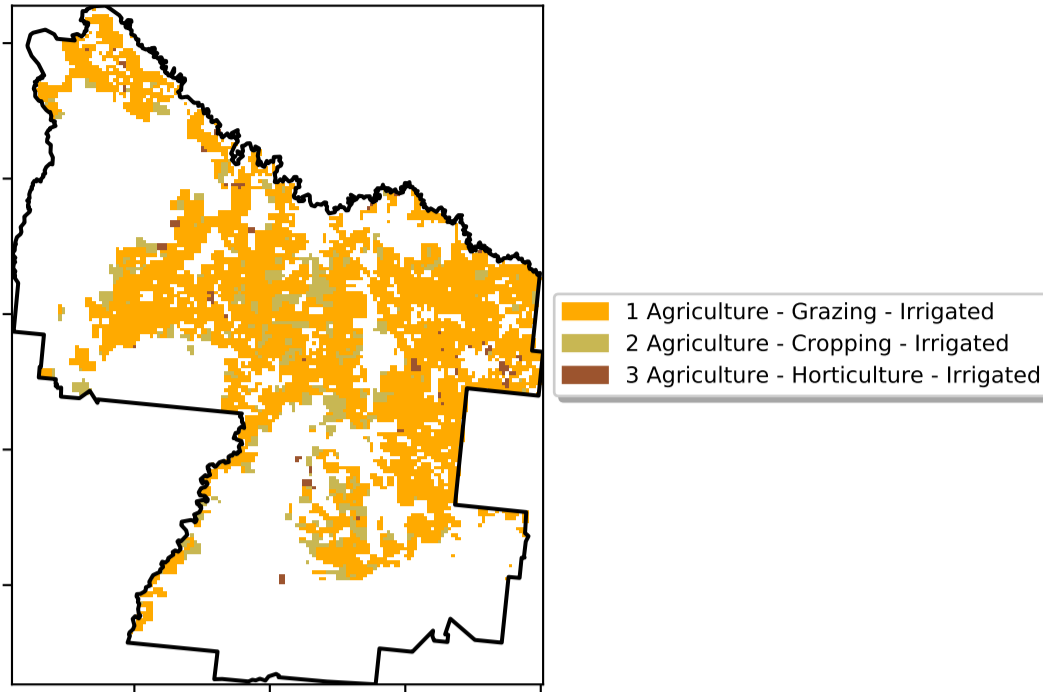 1 Agriculture - Grazing - Irrigated
2 Agriculture - Cropping - Irrigated
3 Agriculture - Horticulture - Irrigated